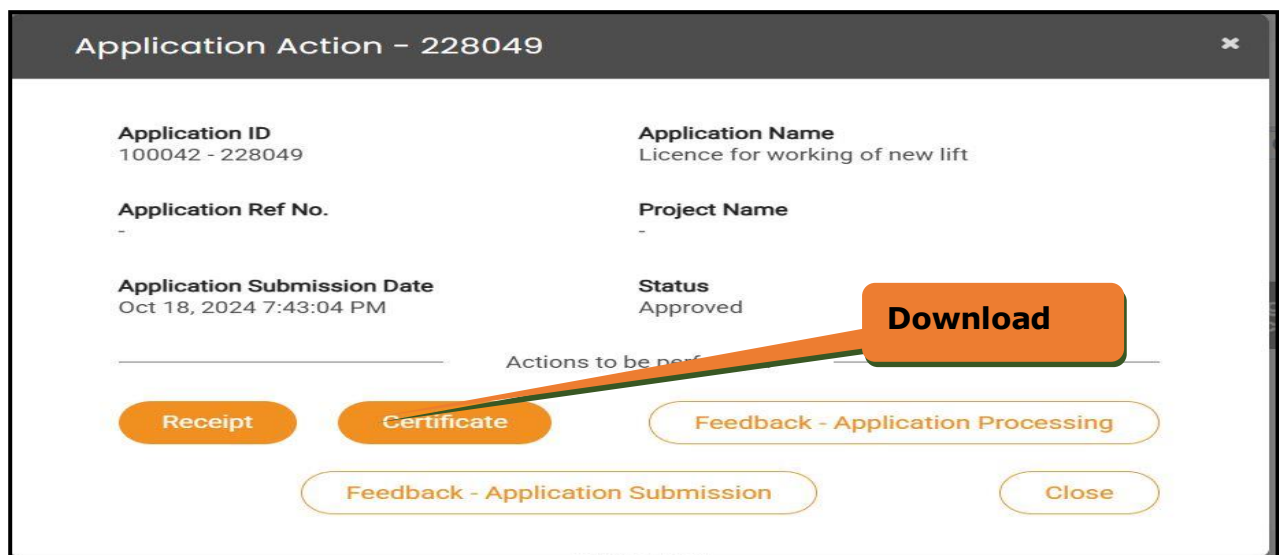 Application Action - 228049
Application ID
100042 - 228049
Application Name
Licence for working of new lift
Application Ref No.
-
Project Name
-
Application Submission Date
Oct 18, 2024 7:43:04 PM
Status
Approved
Download
Actions to be
Receipt
Certificate
Feedback - Application Processing
Feedback - Application Submission
Close